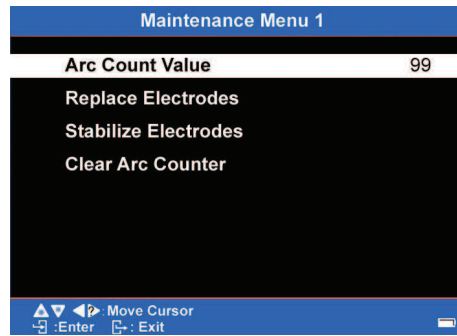 Maintenance Menu 1
Arc Count Value 99
Replace Electrodes
Stabilize Electrodes
Clear Arc Counter
?:Move Cursor
:Enter : Exit